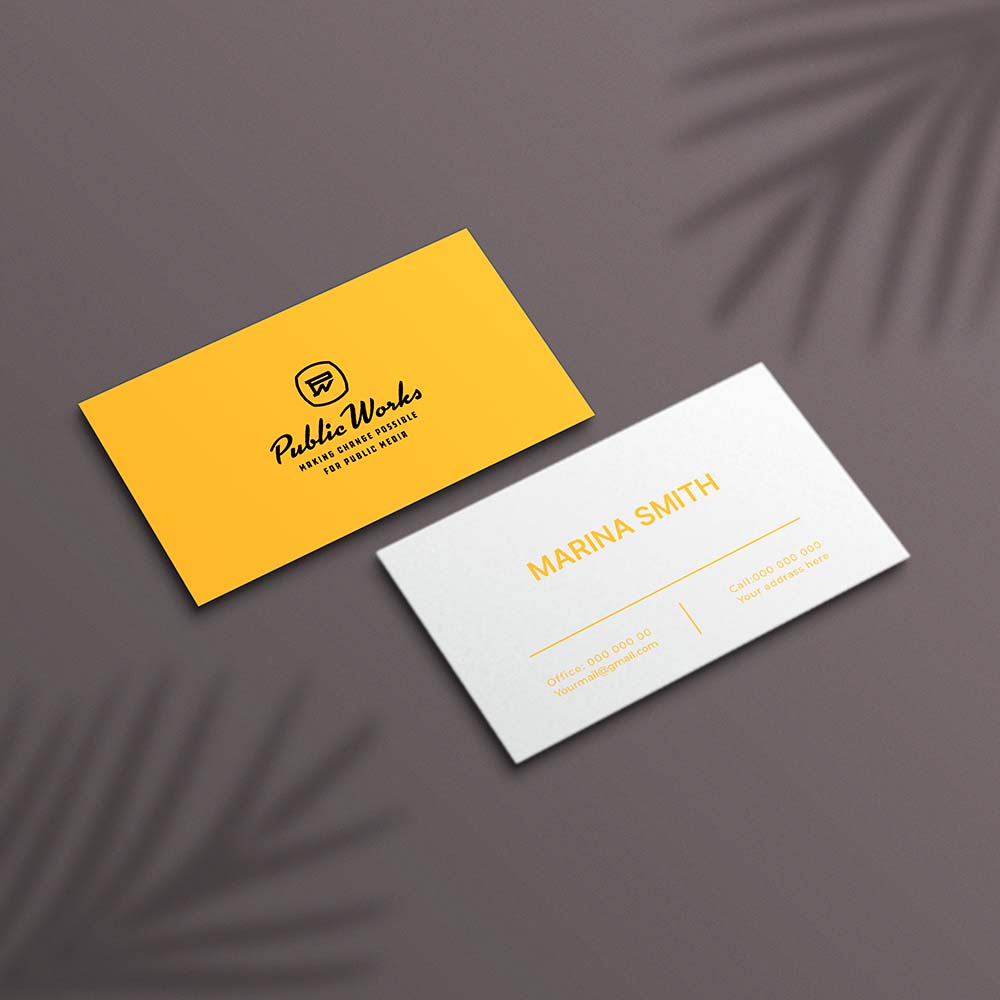 PW
Public Works
MAKING CHANGE POSSIBLE
FOR PUBLIC MEDIA
MARINA SMITH
Office: 000 000 00
Yourmail@gmail.com
Call:000 000 000
Your addrass here